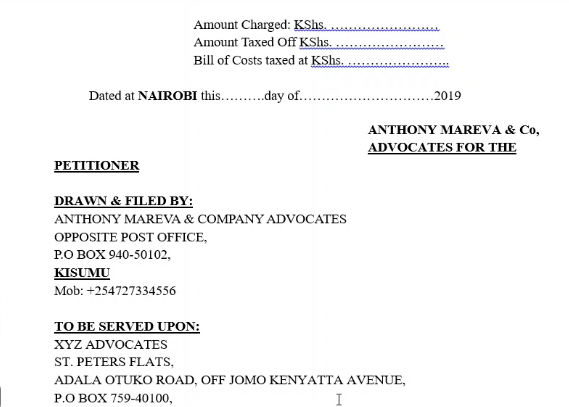 Amount Charged: KShs. ……………………
Amount Taxed Off KShs. ……………………
Bill of Costs taxed at KShs. …………………..
Dated at NAIROBI this……….day of…………………………2019
ANTHONY MAREVA & Co,
ADVOCATES FOR THE
PETITIONER
DRAWN & FILED BY:
ANTHONY MAREVA & COMPANY ADVOCATES
OPPOSITE POST OFFICE,
P.O BOX 940-50102,
KISUMU
Mob: +254727334556
TO BE SERVED UPON:
XYZ ADVOCATES
ST. PETERS FLATS,
ADALA OTUKO ROAD, OFF JOMO KENYATTA AVENUE,
P.O BOX 759-40100,